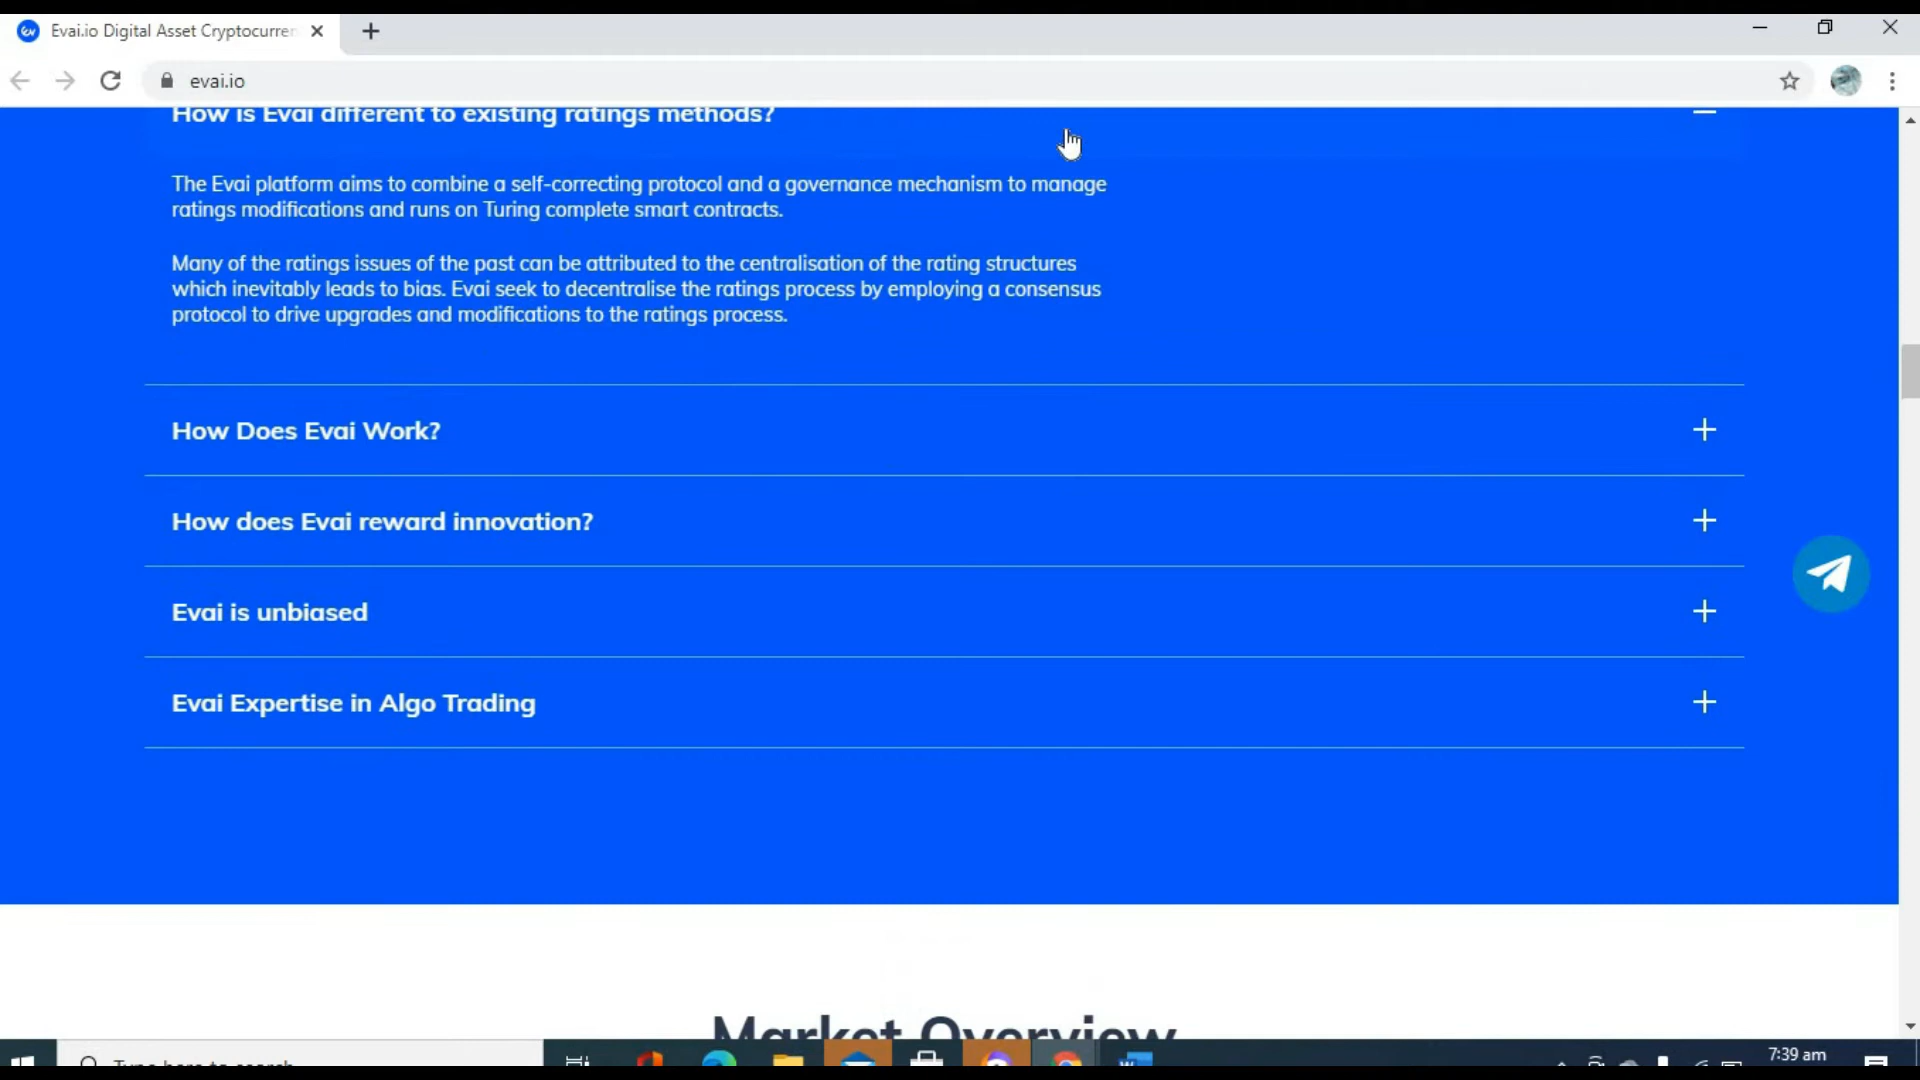 Evai.io Digital Asset Cryptocurren
evai.io
How is Evai different to existing ratings methods?
The Evai platform aims to combine a self-correcting protocol and a governance mechanism to manage
ratings modifications and runs on Turing complete smart contracts.
Many of the ratings issues of the past can be attributed to the centralisation of the rating structures
which inevitably leads to bias. Evai seek to decentralise the ratings process by employing a consensus
protocol to drive upgrades and modifications to the ratings process.
How Does Evai Work?
How does Evai reward innovation?
Evai is unbiased
Evai Expertise in Algo Trading
Market Overview
Type here to search
7:39 am